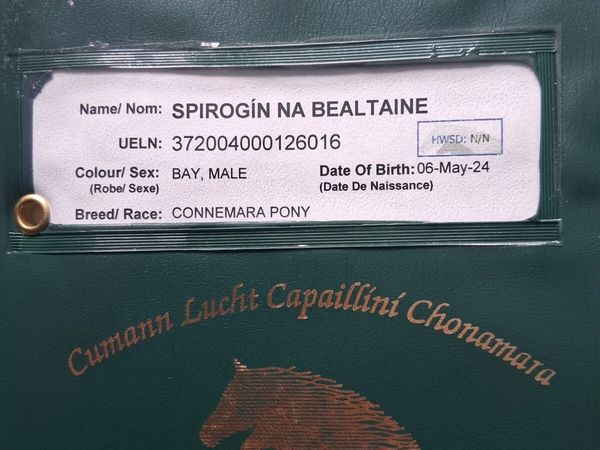 Name/ Nom: SPIROGÍN NA BEALTAINE
UELN: 372004000126016
HWSD: N/N
Colour/ Sex: BAY, MALE Date Of Birth: 06-May-24
(Robe/ Sexe) (Date De Naissance)
Breed/ Race: CONNEMARA PONY
Cumann Lucht Capaillíní Chonamara